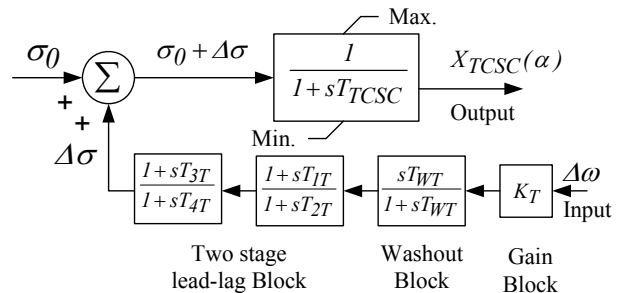 Max.
σ0
Σ
σ0 + Δσ
1
1 + sT_TCSC
X_TCSC(α)
Output
+
+
Min.
Δσ
1 + sT_3T
1 + sT_4T
1 + sT_1T
1 + sT_2T
sT_WT
1 + sT_WT
K_T
Δω
Input
Two stage
lead-lag Block
Washout
Block
Gain
Block